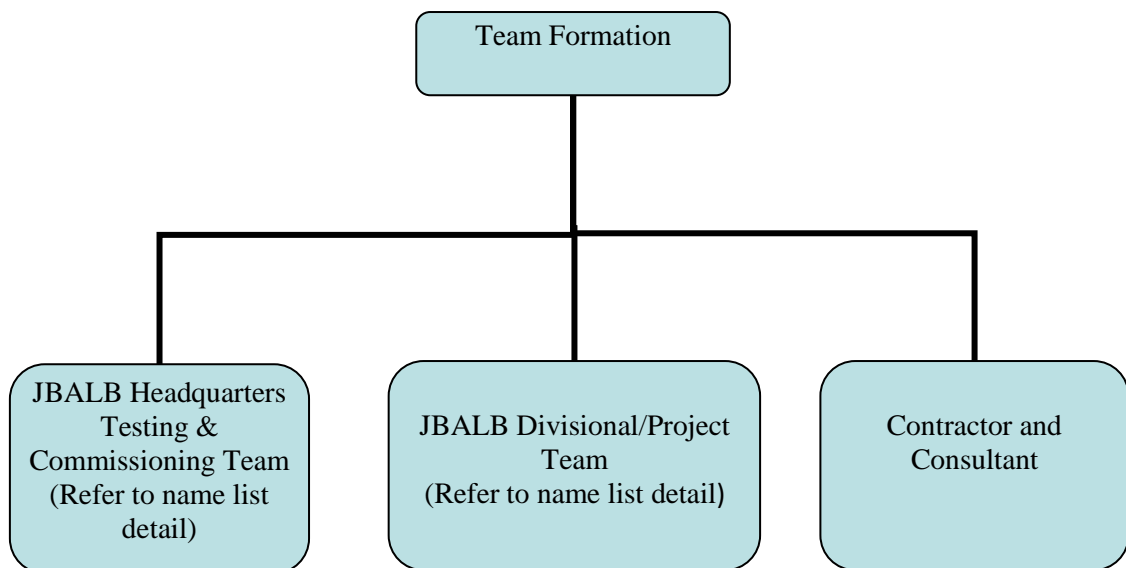 Team Formation
JBALB Headquarters
Testing &
Commissioning Team
(Refer to name list
detail)
JBALB Divisional/Project
Team
(Refer to name list detail)
Contractor and
Consultant